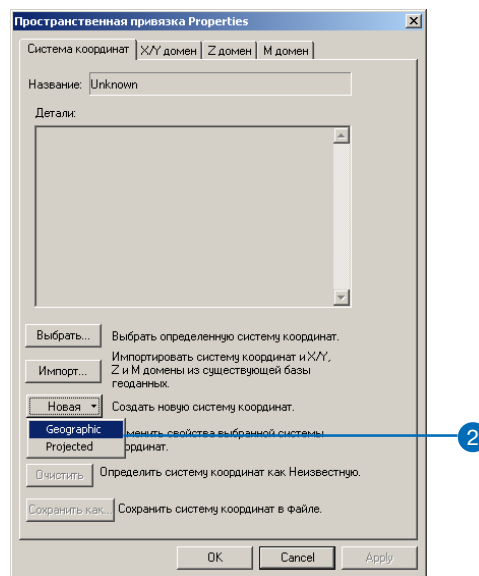 Пространственная привязка Properties
Система координат X/Y домен Z домен M домен
Название: Unknown
Детали:
Выбрать... Выбрать определенную систему координат.
Импортировать систему координат и X/Y,
Импорт... Z и M домены из существующей базы
геоданных.
Новая Создать новую систему координат.
Geographic свойства выбранной системы
Projected
2
Очистить Определить систему координат как Неизвестную.
Сохранить как... Сохранить систему координат в файле.
OK Cancel Apply